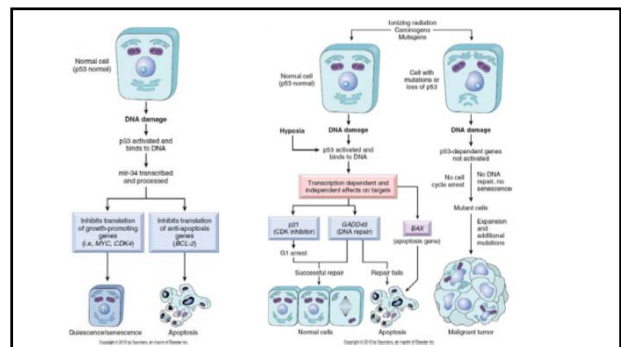 Normal cell
(p53 normal)
DNA damage
p53 activated and
binds to DNA
mir-34 transcribed
and processed
Inhibits translation
of growth-promoting
genes
(i.e, MYC, CDK4)
Inhibits translation
of anti-apoptosis
genes
(BCL-2)
Quiescence/senescence
Apoptosis
Ionizing radiation
Carcinogens
Mutagens
Normal cell
(p53 normal)
Cell with
mutations or
loss of p53
Hypoxia
DNA damage
p53 activated and
binds to DNA
Transcription dependent and
independent effects on targets
p21
(CDK inhibitor)
GADD45
(DNA repair)
BAX
(apoptosis gene)
G1 arrest
Successful repair
Repair fails
Normal cells
Apoptosis
DNA damage
p53-dependent genes
not activated
No cell
cycle arrest
No DNA
repair, no
senescence
Mutant cells
Expansion
and
additional
mutations
Malignant tumor